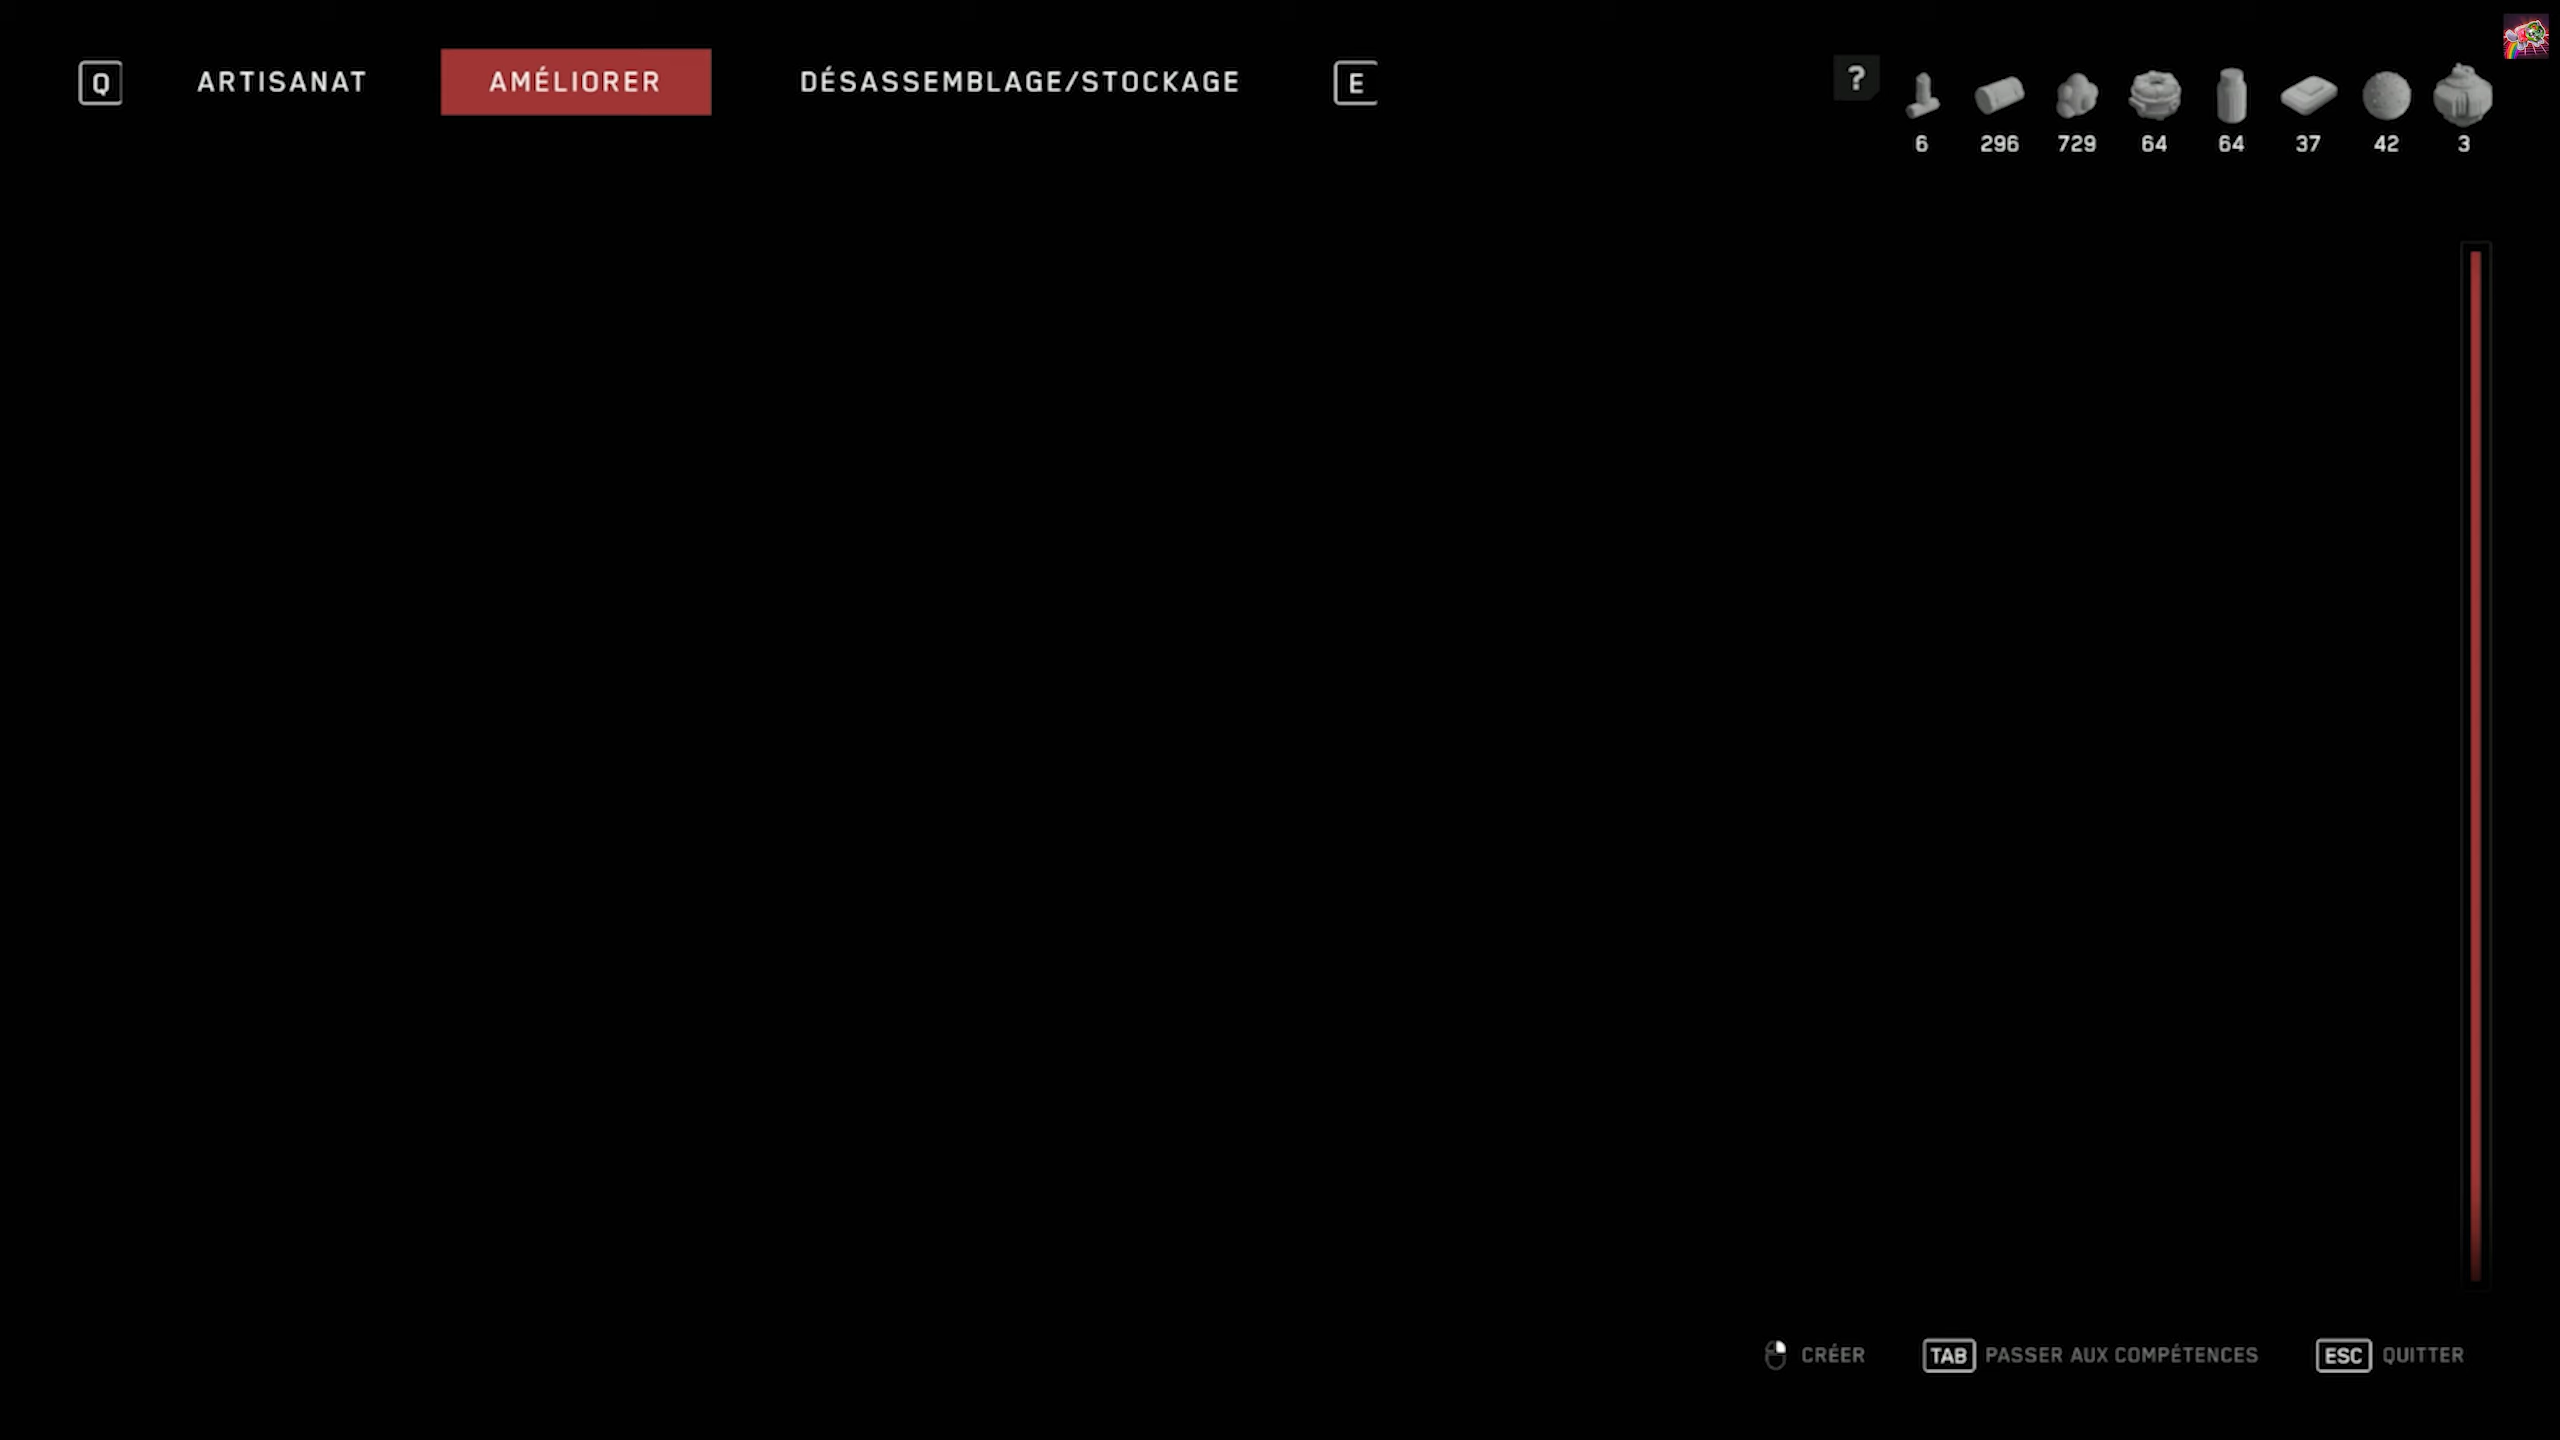 Q ARTISANAT AMÉLIORER DÉSASSEMBLAGE/STOCKAGE E ?
6 296 729 64 64 37 42 3
CRÉER TAB PASSER AUX COMPÉTENCES ESC QUITTER